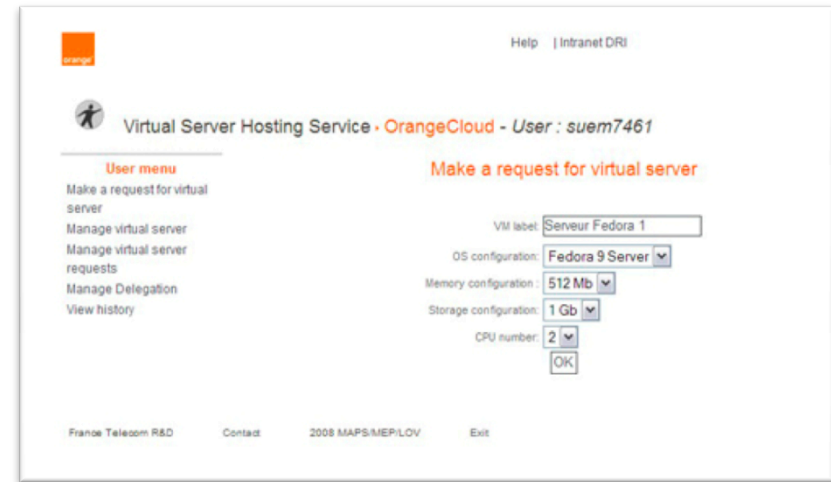 orange
Help | Intranet DRI
Virtual Server Hosting Service - OrangeCloud - User : suem7461
User menu
Make a request for virtual
server
Manage virtual server
Manage virtual server
requests
Manage Delegation
View history
Make a request for virtual server
VM label: Serveur Fedora 1
OS configuration: Fedora 9 Server
Memory configuration : 512 Mb
Storage configuration: 1 Gb
CPU number: 2
OK
France Telecom R&D Contact 2008 MAPS/MEP/LOV Exit